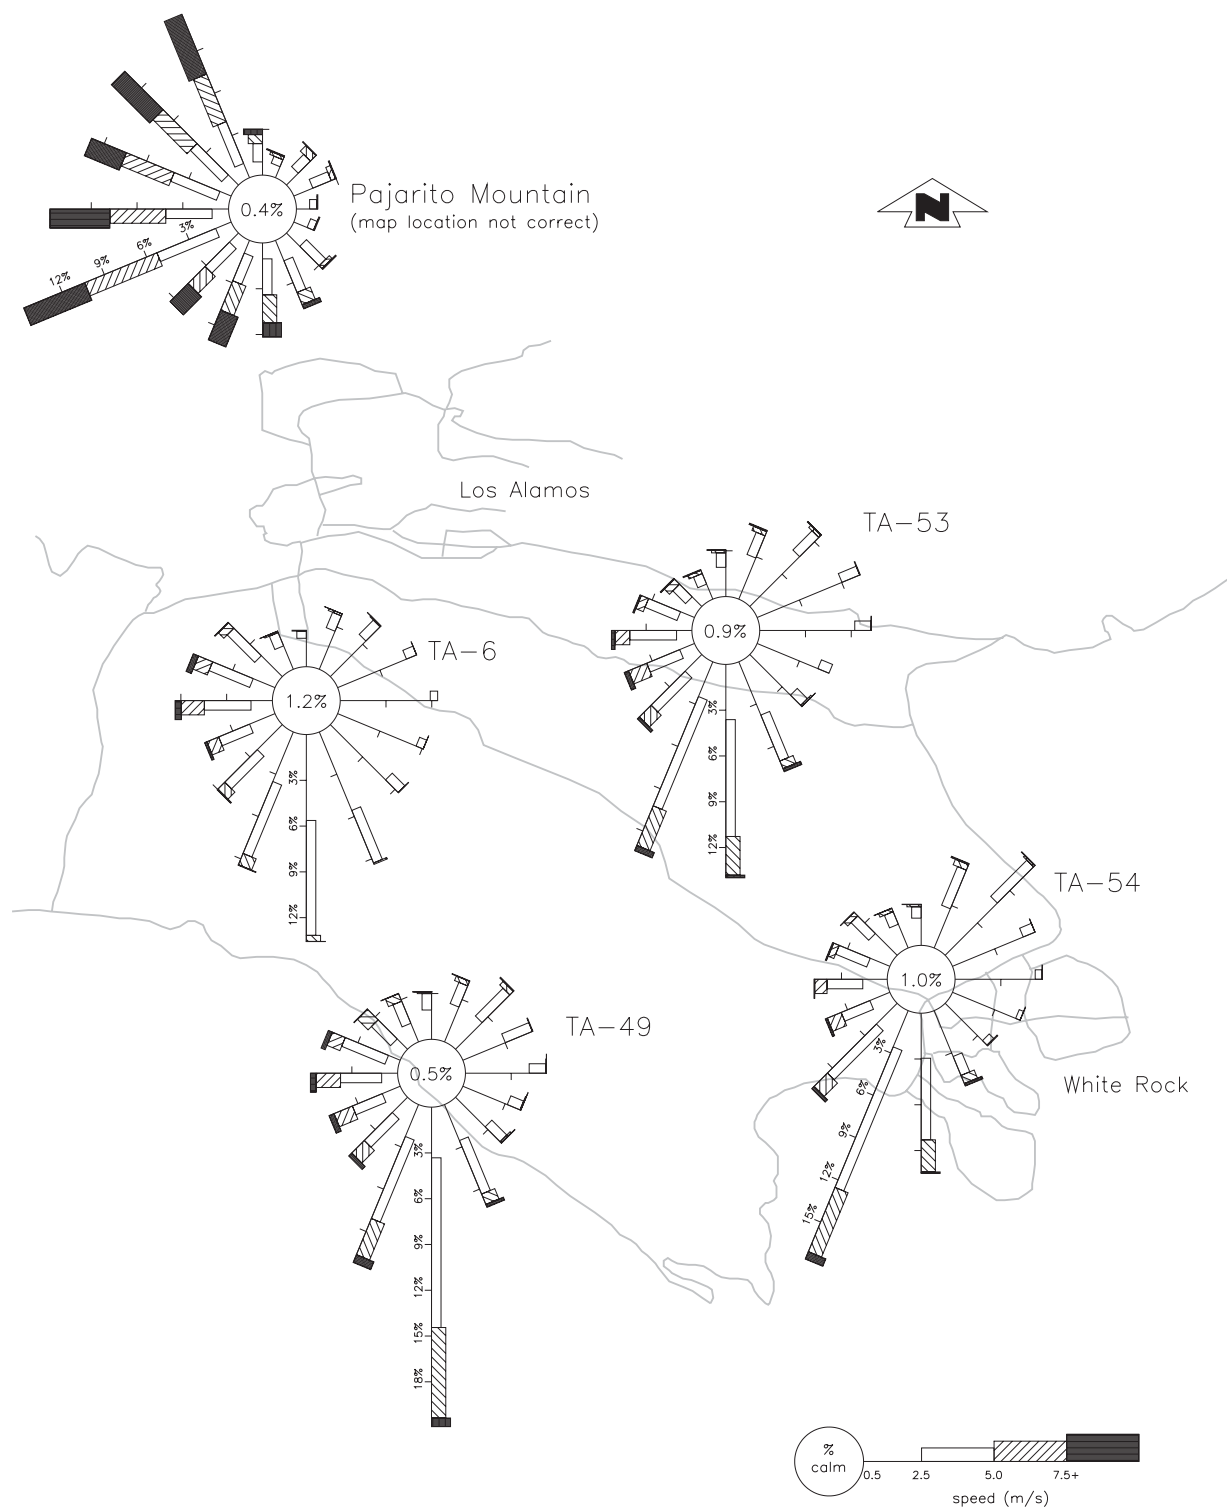 0.4%
Pajarito Mountain
(map location not correct)
N
3%
6%
9%
12%
Los Alamos
TA-53
0.9%
3%
6%
9%
12%
TA-6
1.2%
3%
6%
9%
12%
TA-54
1.0%
3%
6%
9%
12%
15%
TA-49
0.5%
3%
6%
9%
12%
15%
18%
White Rock
%
calm
0.5 2.5 5.0 7.5+
speed (m/s)